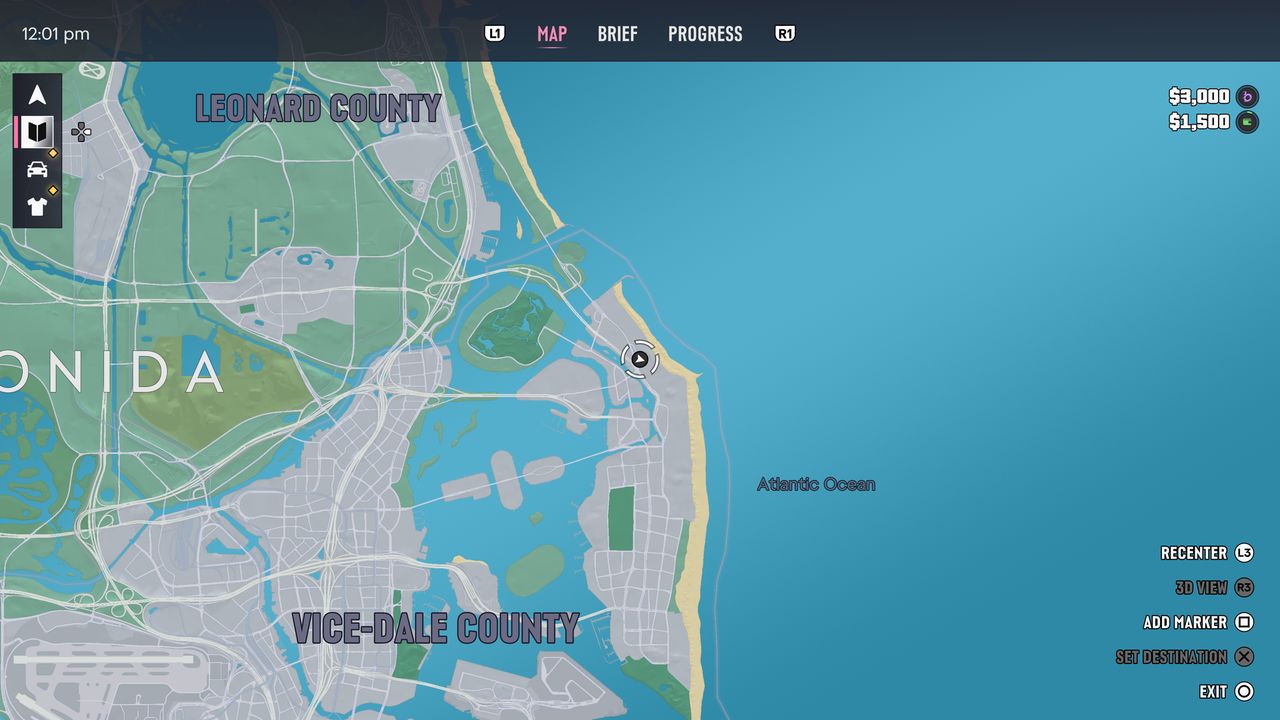 12:01 pm
L1 MAP BRIEF PROGRESS R1
$3,000
$1,500
LEONARD COUNTY
ONIDA
Atlantic Ocean
VICE-DALE COUNTY
RECENTER L3
3D VIEW R3
ADD MARKER
SET DESTINATION
EXIT